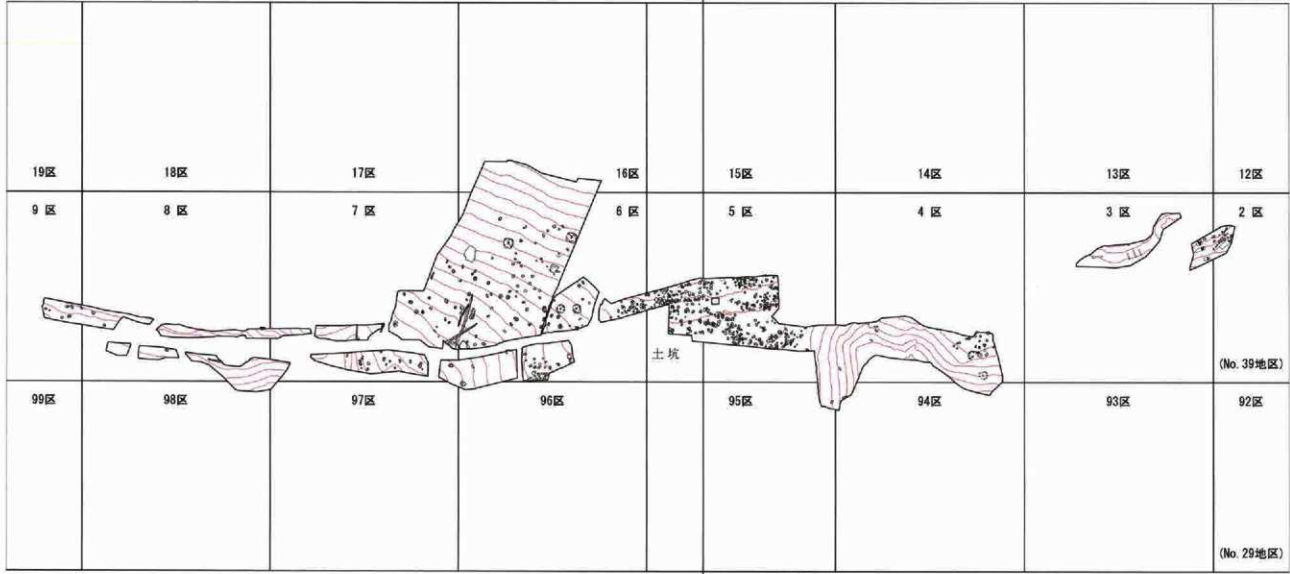 19区 18区 17区 16区 15区 14区 13区 12区
9 区 8 区 7 区 6 区 5 区 4 区 3 区 2 区
土坑
(No.39地区)
99区 98区 97区 96区 95区 94区 93区 92区
(No.29地区)